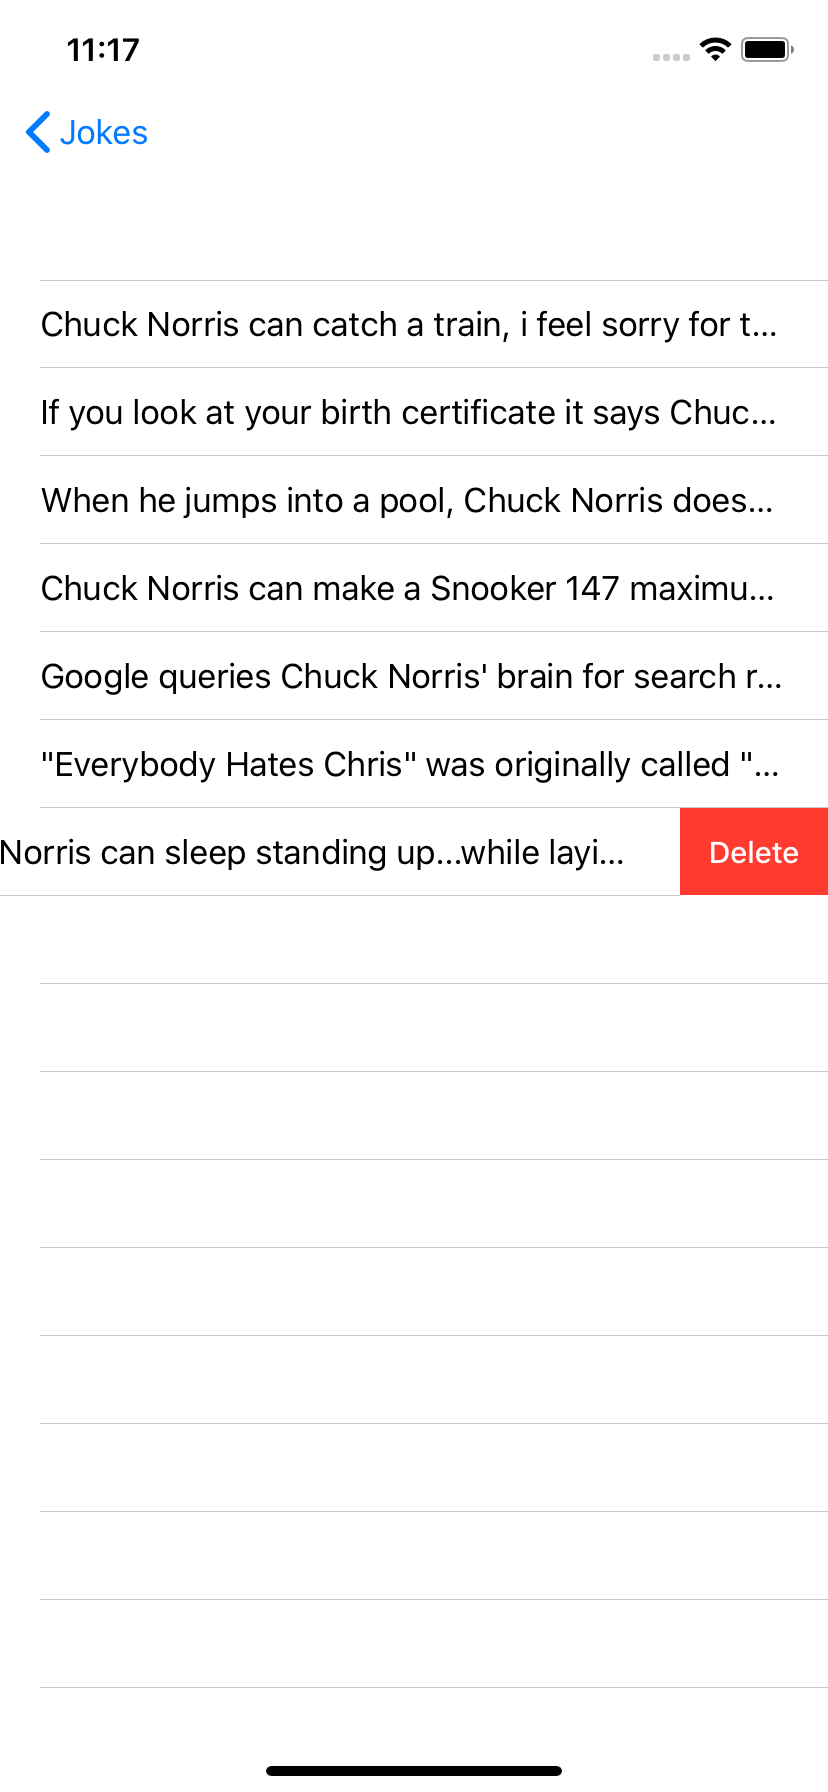 11:17
Jokes
Chuck Norris can catch a train, i feel sorry for t...
If you look at your birth certificate it says Chuc...
When he jumps into a pool, Chuck Norris does...
Chuck Norris can make a Snooker 147 maximu...
Google queries Chuck Norris' brain for search r...
"Everybody Hates Chris" was originally called "...
Norris can sleep standing up...while layi... Delete